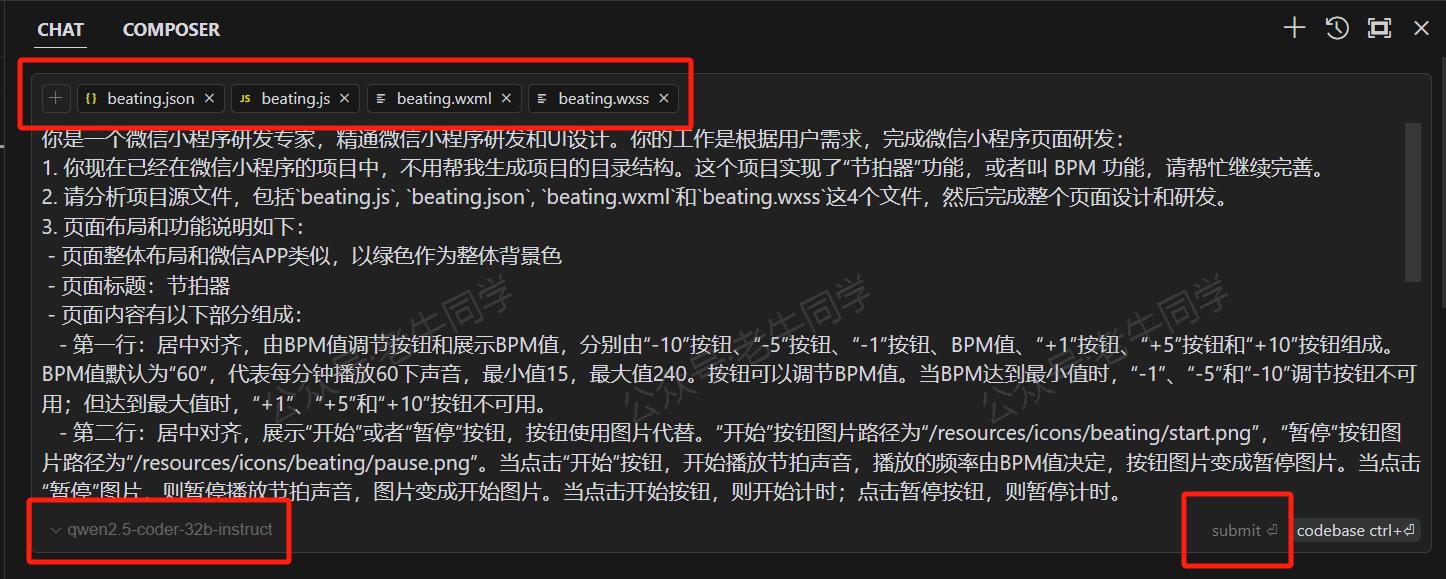 CHAT COMPOSER
{} beating.json × JS beating.js × beating.wxml × beating.wxss ×
你是一个微信小程序研发专家，精通微信小程序研发和UI设计。你的工作是根据用户需求，完成微信小程序页面研发：
1. 你现在已经在微信小程序的项目中，不用帮我生成项目的目录结构。这个项目实现了“节拍器”功能，或者叫 BPM 功能，请帮忙继续完善。
2. 请分析项目源文件，包括`beating.js`, `beating.json`, `beating.wxml`和`beating.wxss`这4个文件，然后完成整个页面设计和研发。
3. 页面布局和功能说明如下：
- 页面整体布局和微信APP类似，以绿色作为整体背景色
- 页面标题：节拍器
- 页面内容有以下部分组成：
- 第一行：居中对齐，由BPM值调节按钮和展示BPM值，分别由“-10”按钮、“-5”按钮、“-1”按钮、BPM值、“+1”按钮、“+5”按钮和“+10”按钮组成。
BPM值默认为“60”，代表每分钟播放60下声音，最小值15，最大值240。按钮可以调节BPM值。当BPM达到最小值时，“-1”、“-5”和“-10”调节按钮不可
用；但达到最大值时，“+1”、“+5”和“+10”按钮不可用。
- 第二行：居中对齐，展示“开始”或者“暂停”按钮，按钮使用图片代替。“开始”按钮图片路径为“/resources/icons/beating/start.png”，“暂停”按钮图
片路径为“/resources/icons/beating/pause.png”。当点击“开始”按钮，开始播放节拍声音，播放的频率由BPM值决定，按钮图片变成暂停图片。当点击
“暂停”图片，则暂停播放节拍声音，图片变成开始图片。当点击开始按钮，则开始计时；点击暂停按钮，则暂停计时。
公众号:老牛同学
公众号:老牛同学
公众号:老牛同学
qwen2.5-coder-32b-instruct submit ⏎ codebase ctrl+⏎